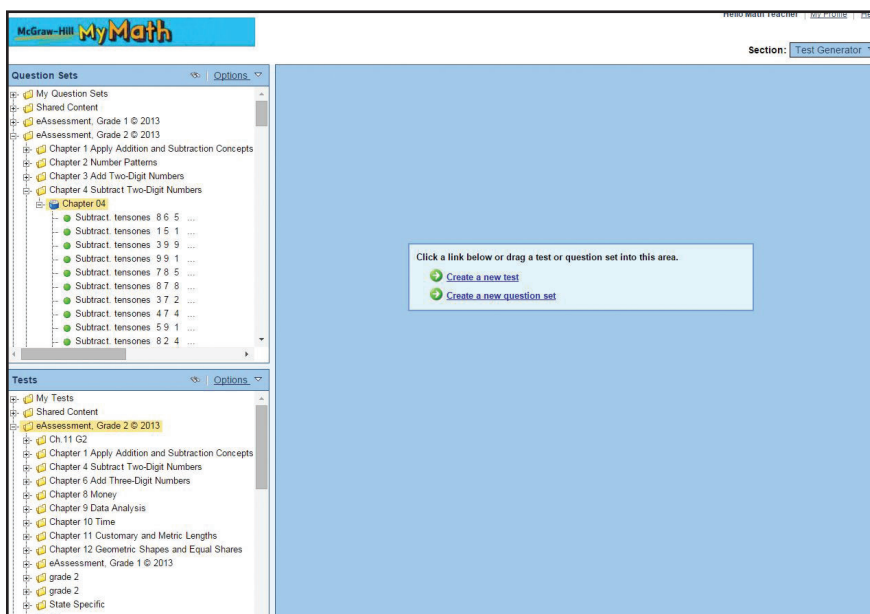 Hello Math Teacher | My Profile |
McGraw-Hill MyMath
Section: Test Generator
Question Sets | Options
My Question Sets
Shared Content
eAssessment, Grade 1 © 2013
eAssessment, Grade 2 © 2013
Chapter 1 Apply Addition and Subtraction Concepts
Chapter 2 Number Patterns
Chapter 3 Add Two-Digit Numbers
Chapter 4 Subtract Two-Digit Numbers
Chapter 04
Subtract. tensones 8 6 5 ...
Subtract. tensones 1 5 1 ...
Subtract. tensones 3 9 9 ...
Subtract. tensones 9 9 1 ...
Subtract. tensones 7 8 5 ...
Subtract. tensones 8 7 8 ...
Subtract. tensones 3 7 2 ...
Subtract. tensones 4 7 4 ...
Subtract. tensones 5 9 1 ...
Subtract. tensones 8 2 4 ...
Click a link below or drag a test or question set into this area.
Create a new test
Create a new question set
Tests | Options
My Tests
Shared Content
eAssessment, Grade 2 © 2013
Ch.11 G2
Chapter 1 Apply Addition and Subtraction Concepts
Chapter 4 Subtract Two-Digit Numbers
Chapter 6 Add Three-Digit Numbers
Chapter 8 Money
Chapter 9 Data Analysis
Chapter 10 Time
Chapter 11 Customary and Metric Lengths
Chapter 12 Geometric Shapes and Equal Shares
eAssessment, Grade 1 © 2013
grade 2
grade 2
State Specific